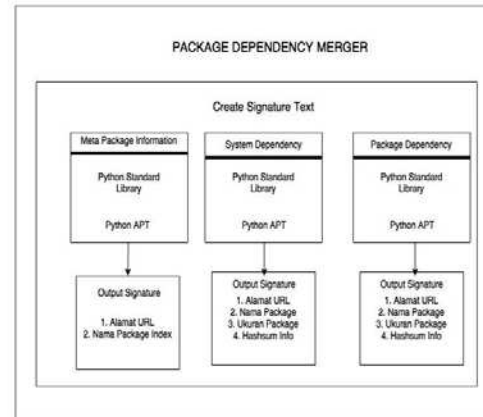 PACKAGE DEPENDENCY MERGER
Create Signature Text
Meta Package Information
Python Standard
Library
Python APT
Output Signature
1. Alamat URL
2. Nama Package Index
System Dependency
Python Standard
Library
Python APT
Output Signature
1. Alamat URL
2. Nama Package
3. Ukuran Package
4. Hashsum Info
Package Dependency
Python Standard
Library
Python APT
Output Signature
1. Alamat URL
2. Nama Package
3. Ukuran Package
4. Hashsum Info